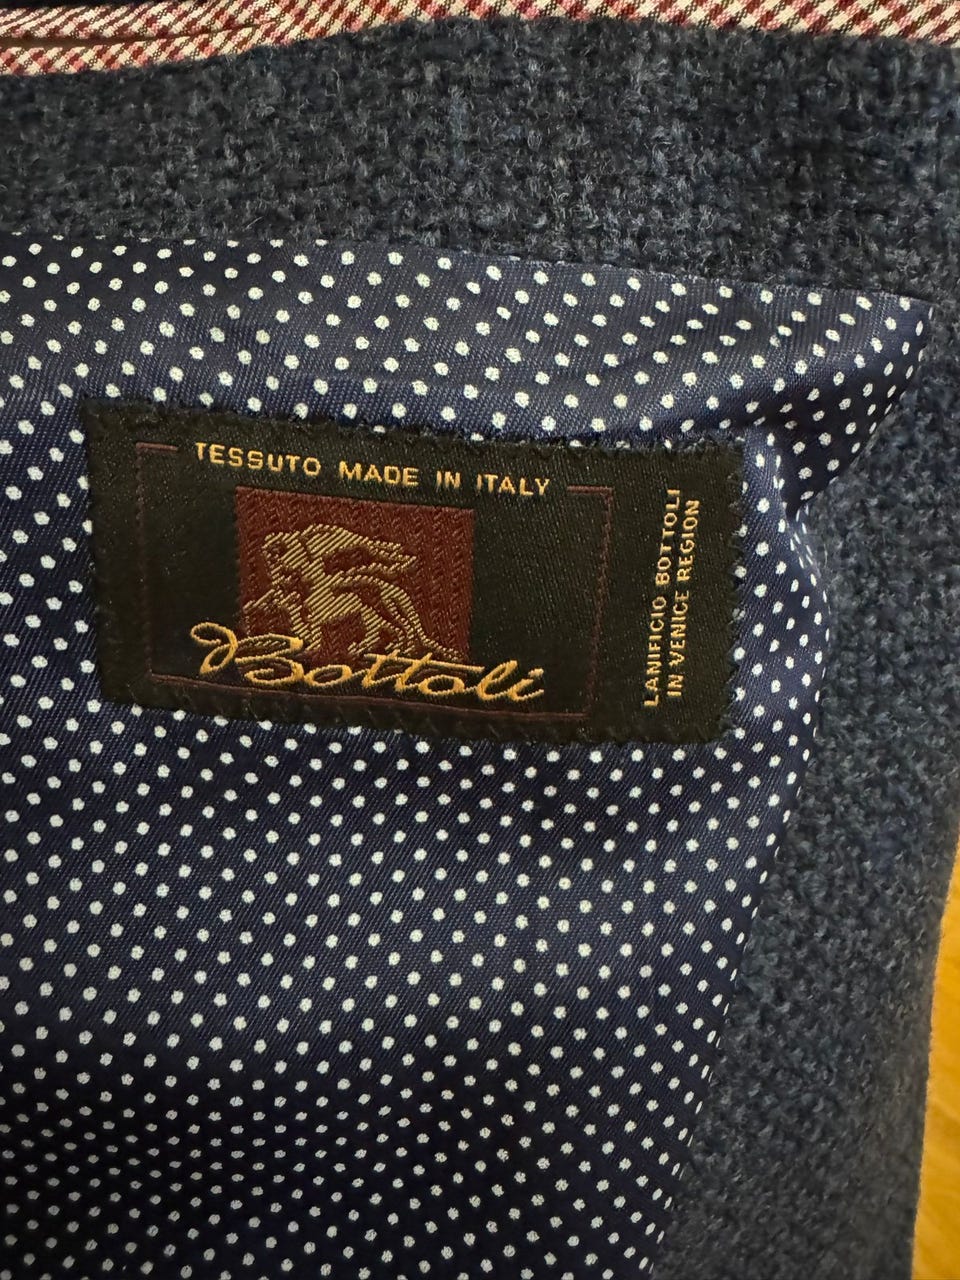 TESSUTO MADE IN ITALY
Bottoli
LANIFICIO BOTTOLI
IN VENICE REGION